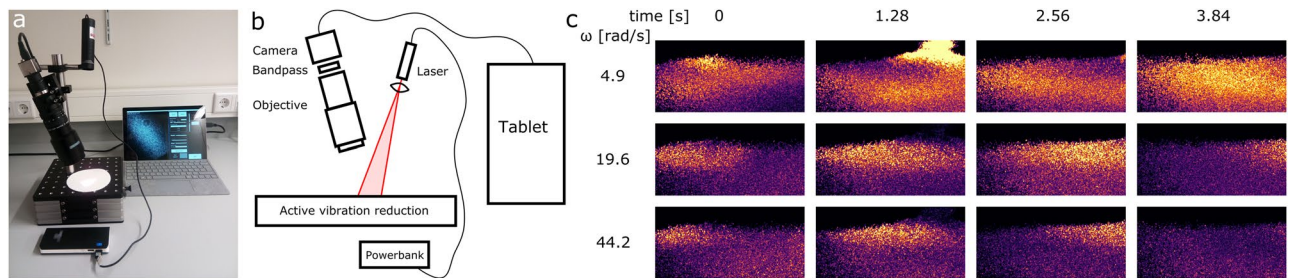 a
b
c
time [s] 0 1.28 2.56 3.84
ω [rad/s]
4.9
19.6
44.2
Camera
Bandpass
Objective
Laser
Tablet
Active vibration reduction
Powerbank